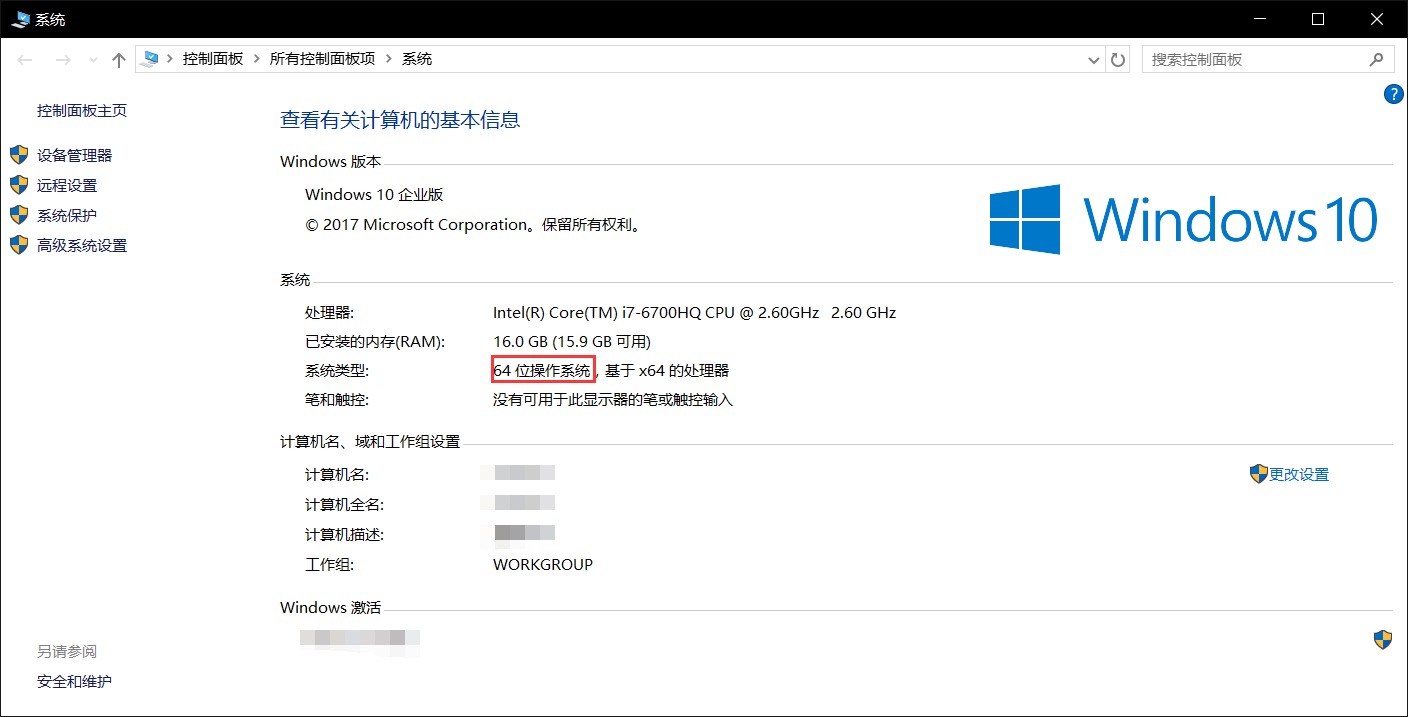 系统
控制面板 所有控制面板项 系统
搜索控制面板
?
控制面板主页
设备管理器
远程设置
系统保护
高级系统设置
查看有关计算机的基本信息
Windows 版本
Windows 10 企业版
© 2017 Microsoft Corporation。保留所有权利。
Windows 10
系统
处理器: Intel(R) Core(TM) i7-6700HQ CPU @ 2.60GHz 2.60 GHz
已安装的内存(RAM): 16.0 GB (15.9 GB 可用)
系统类型: 64 位操作系统, 基于 x64 的处理器
笔和触控: 没有可用于此显示器的笔或触控输入
计算机名、域和工作组设置
计算机名:
更改设置
计算机全名:
计算机描述:
工作组: WORKGROUP
Windows 激活
另请参阅
安全和维护